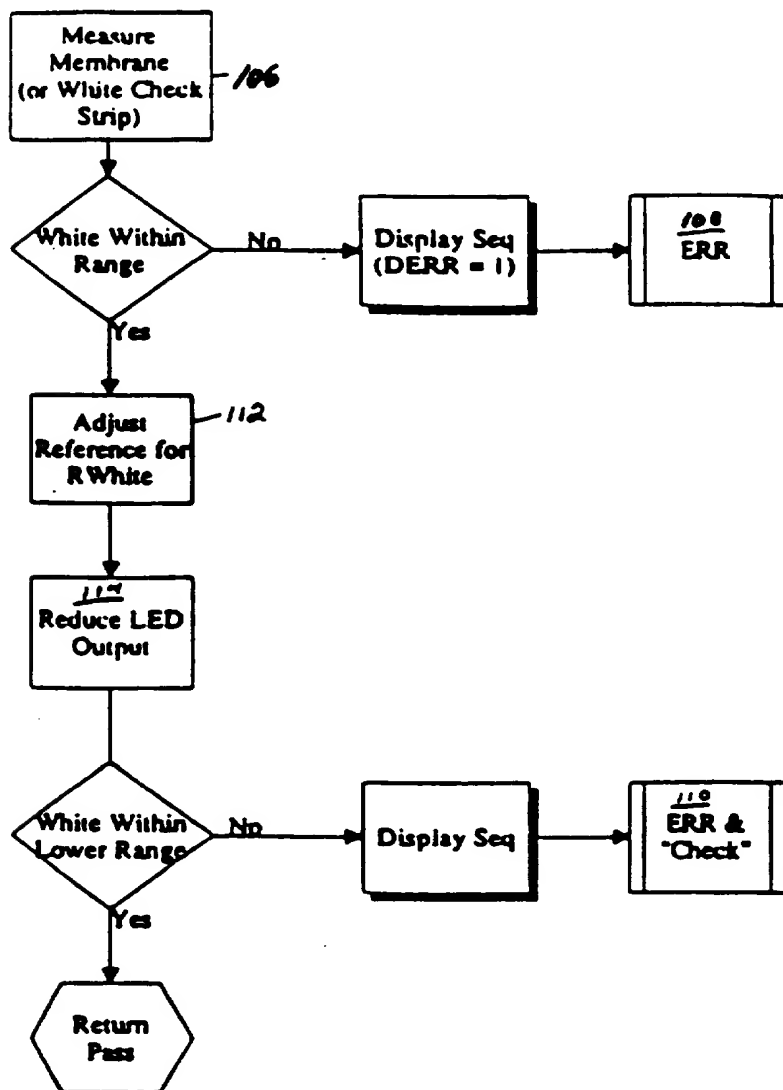 Measure
Membrane
(or White Check
Strip)
106
White Within
Range
No
Display Seq
(DERR = 1)
108
ERR
Yes
Adjust
Reference for
RWhite
112
114
Reduce LED
Output
White Within
Lower Range
No
Display Seq
110
ERR &
"Check"
Yes
Return
Pass